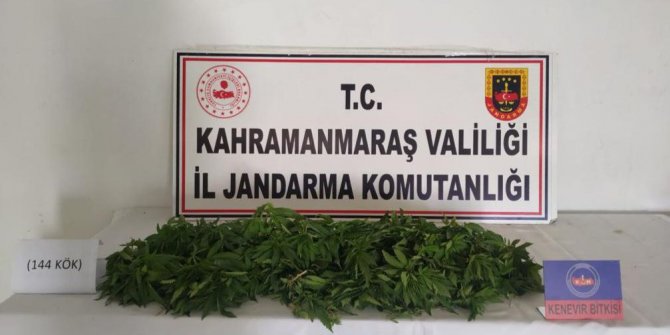 T.C.
KAHRAMANMARAŞ VALİLİĞİ
İL JANDARMA KOMUTANLIĞI
(144 KÖK)
KENEVİR BİTKİSİ